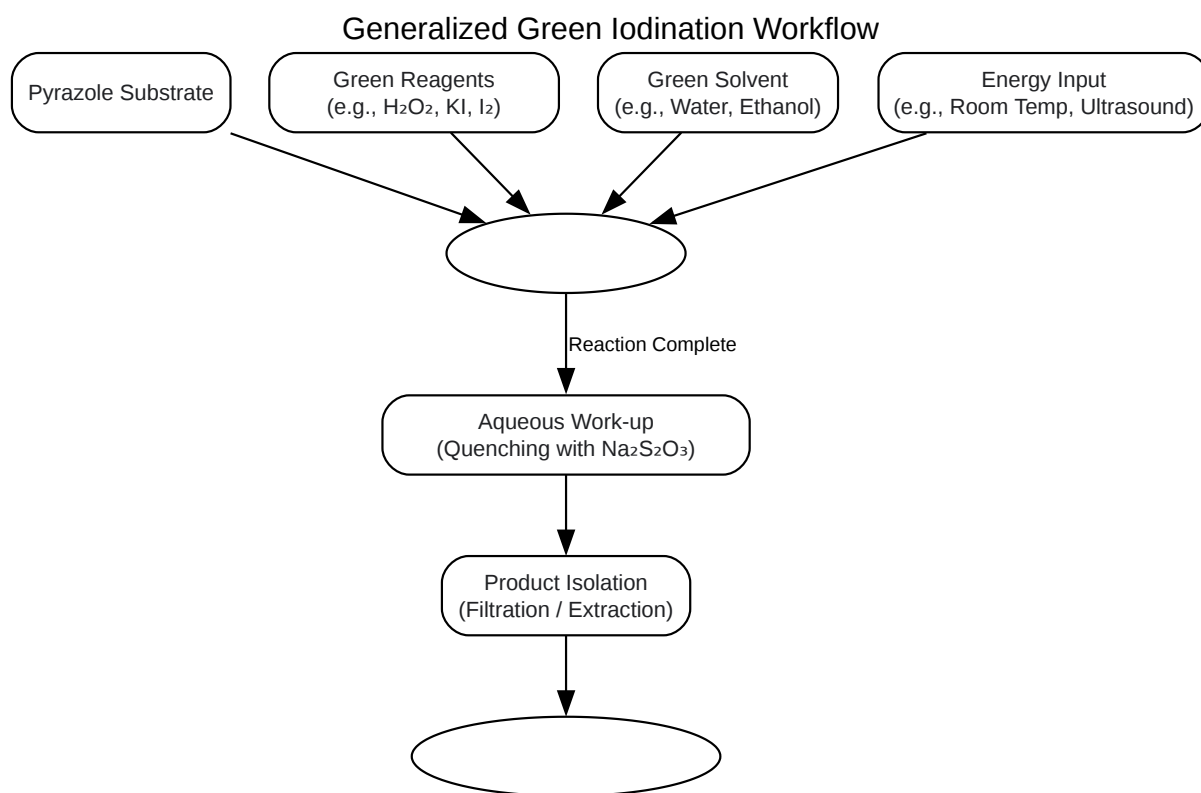 Generalized Green Iodination Workflow
Pyrazole Substrate
Green Reagents
(e.g., H₂O₂, KI, I₂)
Green Solvent
(e.g., Water, Ethanol)
Energy Input
(e.g., Room Temp, Ultrasound)
Reaction Complete
Aqueous Work-up
(Quenching with Na₂S₂O₃)
Product Isolation
(Filtration / Extraction)